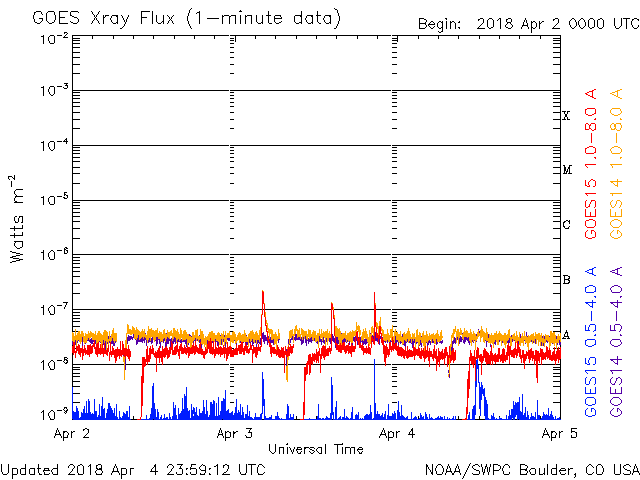 GOES Xray Flux (1-minute data)
Begin: 2018 Apr 2 0000 UTC
Watts m⁻²
10⁻²
10⁻³
10⁻⁴
10⁻⁵
10⁻⁶
10⁻⁷
10⁻⁸
10⁻⁹
X
M
C
B
A
GOES15 1.0-8.0 A
GOES14 1.0-8.0 A
GOES15 0.5-4.0 A
GOES14 0.5-4.0 A
Apr 2
Apr 3
Apr 4
Apr 5
Universal Time
Updated 2018 Apr 4 23:59:12 UTC
NOAA/SWPC Boulder, CO USA